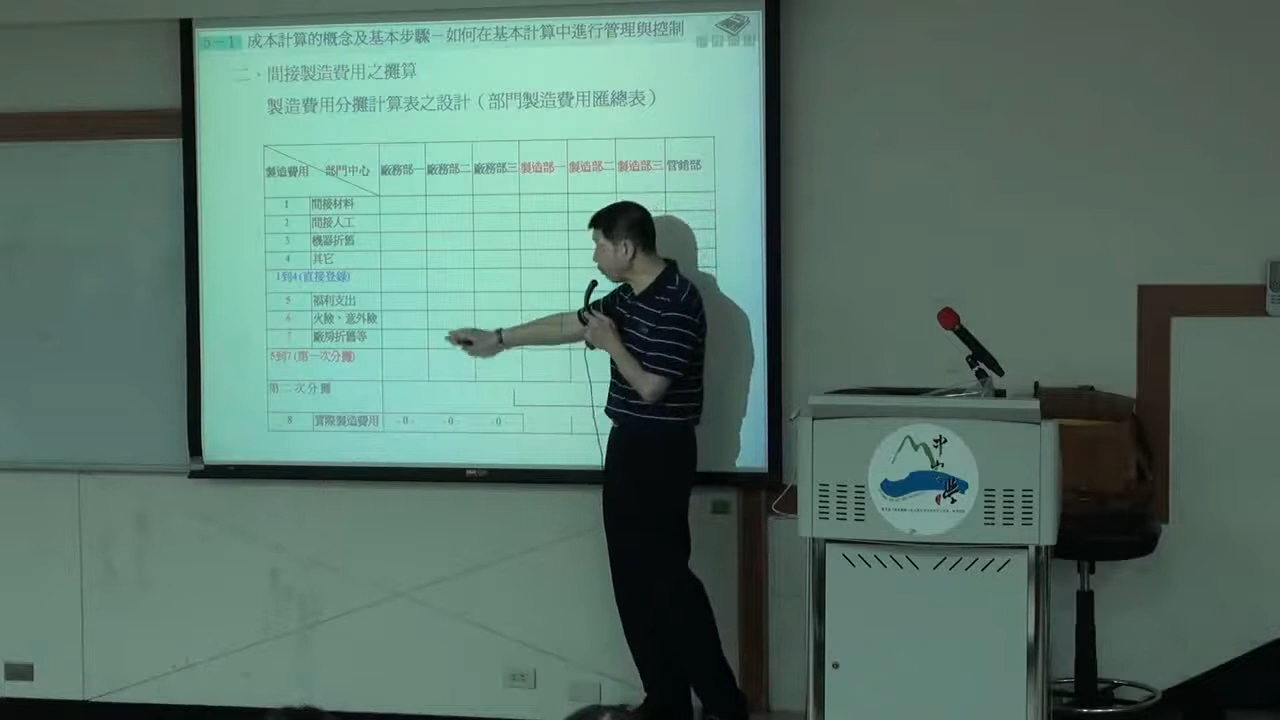 5-1 成本計算的概念及基本步驟－如何在基本計算中進行管理與控制
二、間接製造費用之攤算
製造費用分攤計算表之設計（部門製造費用匯總表）
製造費用 部門中心 廠務部一 廠務部二 廠務部三 製造部一 製造部二 製造部三 管銷部
1 間接材料
2 間接人工
3 機器折舊
4 其它
1到4(直接登錄)
5 福利支出
6 火險、意外險
7 廠房折舊等
5到7(第一次分攤)
第二次分攤
8 實際製造費用 -0- -0- -0-
中山學